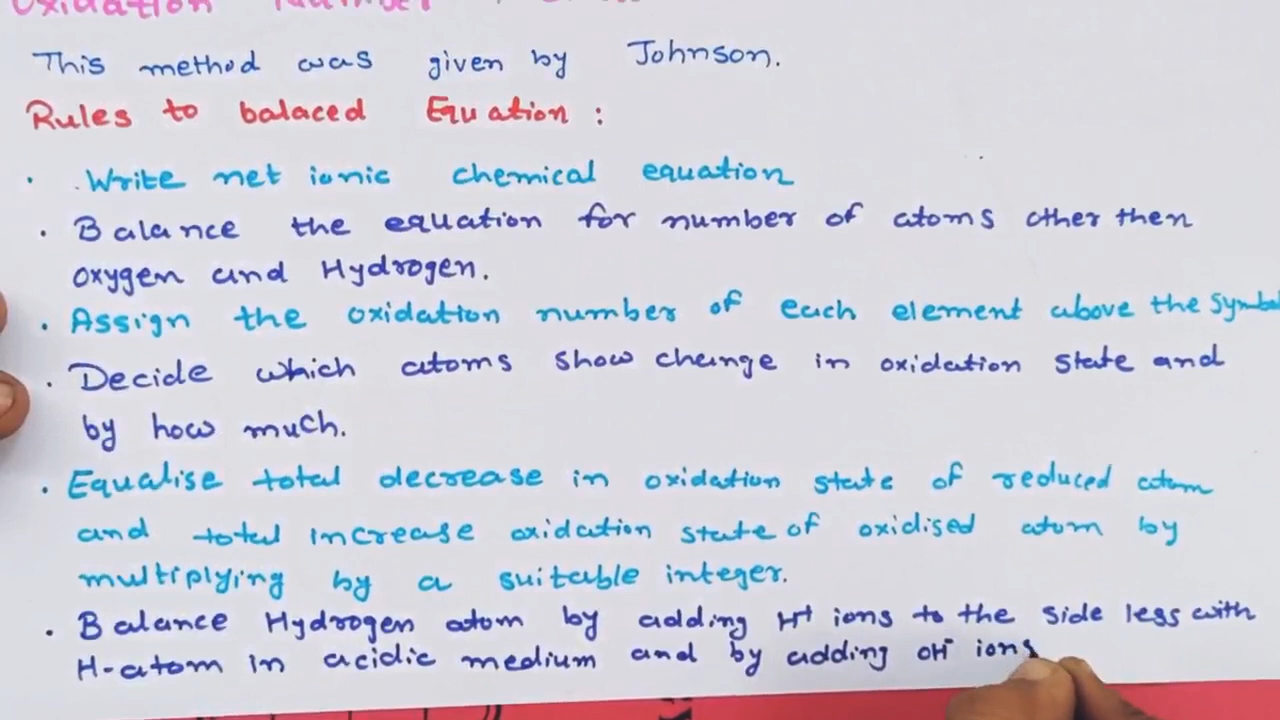 Oxidation Number
This method was given by Johnson.
Rules to balaced Equation :
· Write net ionic chemical equation
· Balance the equation for number of atoms other then
oxygen and Hydrogen.
· Assign the oxidation number of each element above the symbol
· Decide which atoms show change in oxidation state and
by how much.
· Equalise total decrease in oxidation state of reduced atom
and total increase oxidation state of oxidised atom by
multiplying by a suitable integer.
· Balance Hydrogen atom by adding H⁺ ions to the side less with
H-atom in acidic medium and by adding OH⁻ ions